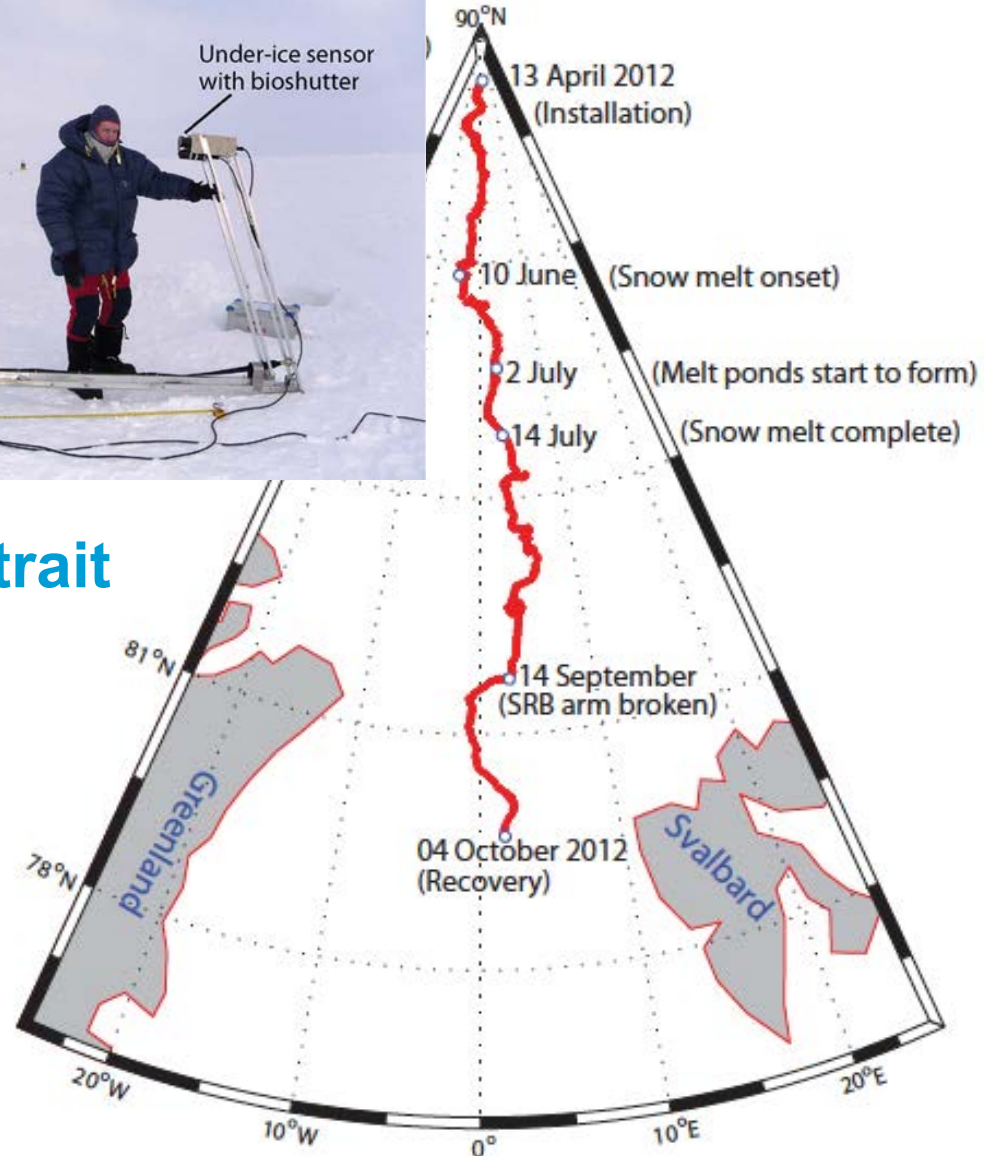 90°N
Under-ice sensor
with bioshutter
13 April 2012
(Installation)
10 June (Snow melt onset)
2 July (Melt ponds start to form)
14 July (Snow melt complete)
trait
81°N
14 September
(SRB arm broken)
Greenland
Svalbard
04 October 2012
(Recovery)
78°N
20°W
10°W
0°
10°E
20°E